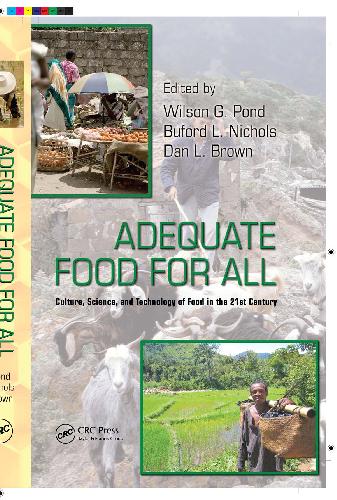 Edited by
Wilson G. Pond
Buford L. Nichols
Dan L. Brown
ADEQUATE
FOOD FOR ALL
Culture, Science, and Technology of Food in the 21st Century
CRC
CRC Press
ADEQUATE FOOD FOR ALL